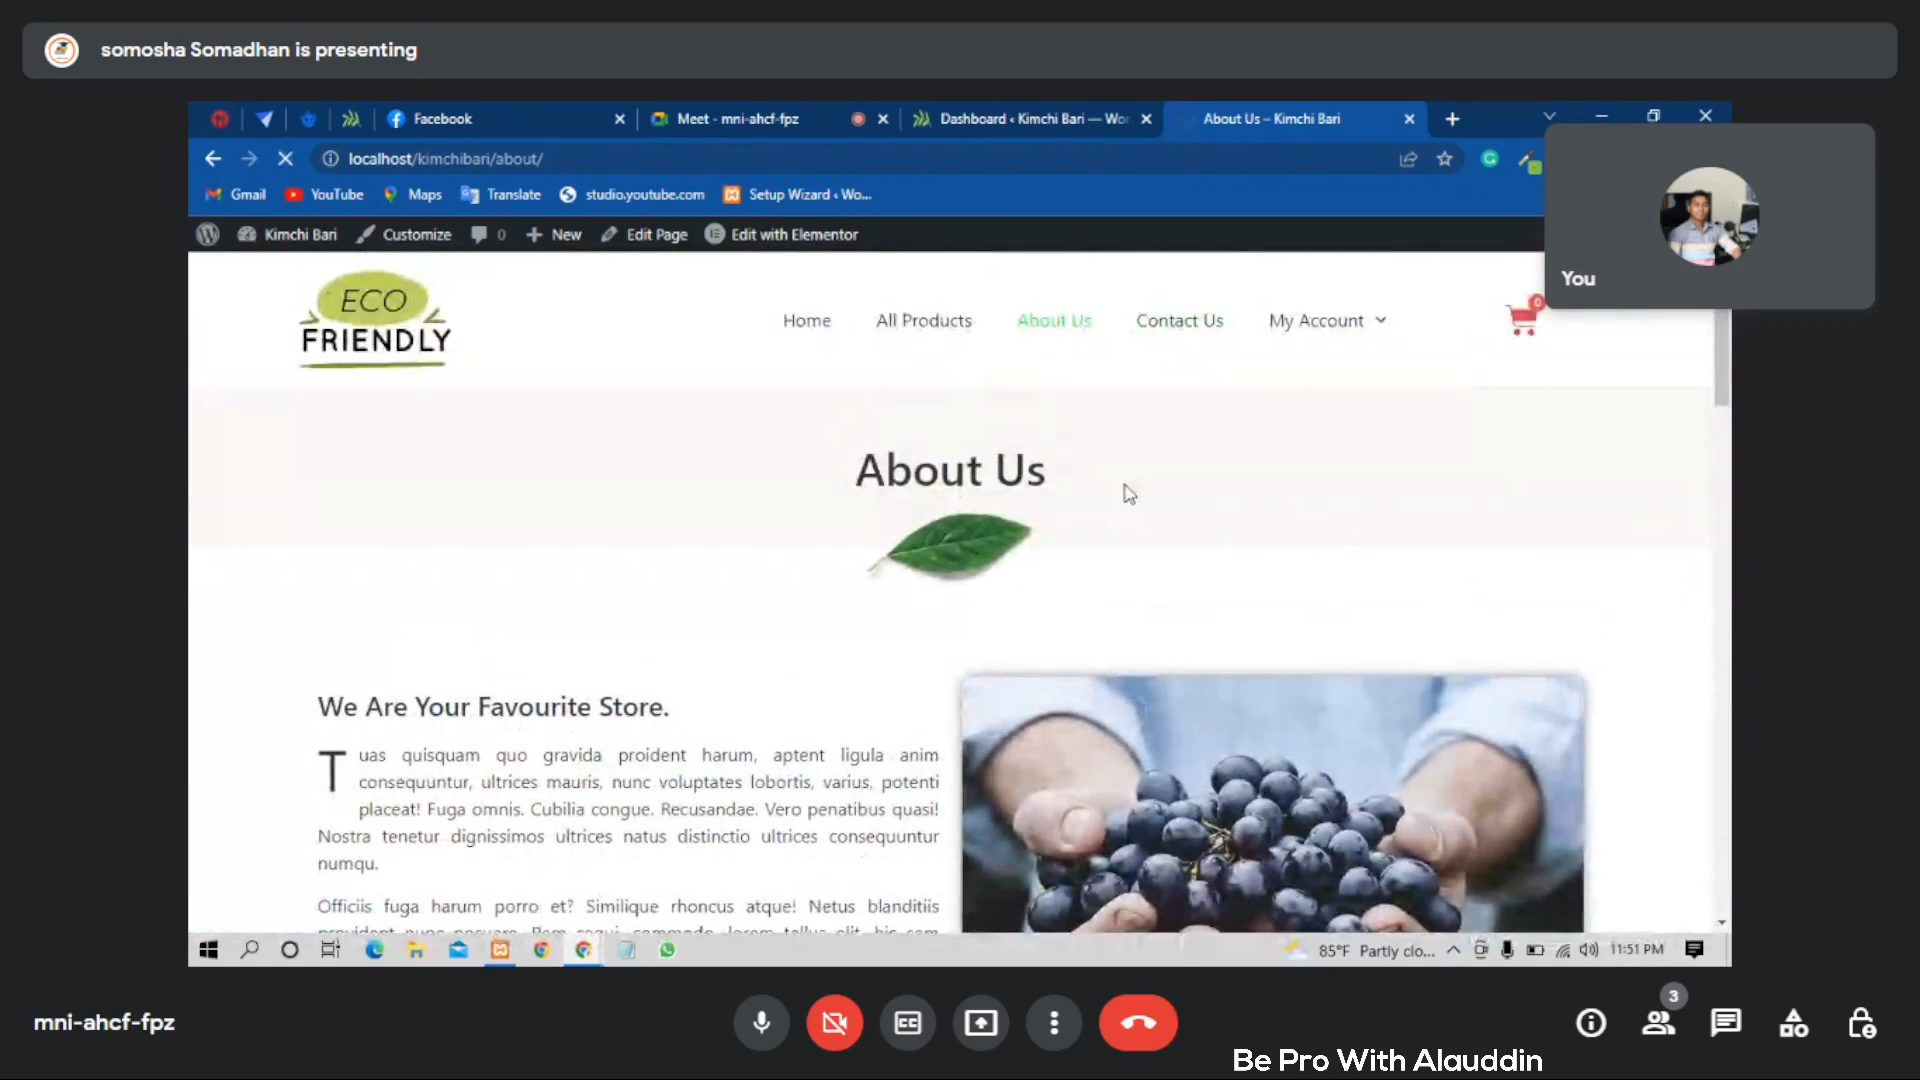 somosha Somadhan is presenting
Facebook
Meet - mni-ahcf-fpz
Dashboard ‹ Kimchi Bari — Wor
About Us – Kimchi Bari
localhost/kimchibari/about/
Gmail
YouTube
Maps
Translate
studio.youtube.com
Setup Wizard ‹ Wo...
Kimchi Bari
Customize
0
New
Edit Page
Edit with Elementor
You
ECO
FRIENDLY
Home
All Products
About Us
Contact Us
My Account
0
About Us
We Are Your Favourite Store.
Tuas quisquam quo gravida proident harum, aptent ligula anim
consequuntur, ultrices mauris, nunc voluptates lobortis, varius, potenti
placeat! Fuga omnis. Cubilia congue. Recusandae. Vero penatibus quasi!
Nostra tenetur dignissimos ultrices natus distinctio ultrices consequuntur
numqu.
Officiis fuga harum porro et? Similique rhoncus atque! Netus blanditiis
85°F Partly clo...
11:51 PM
mni-ahcf-fpz
3
Be Pro With Alauddin